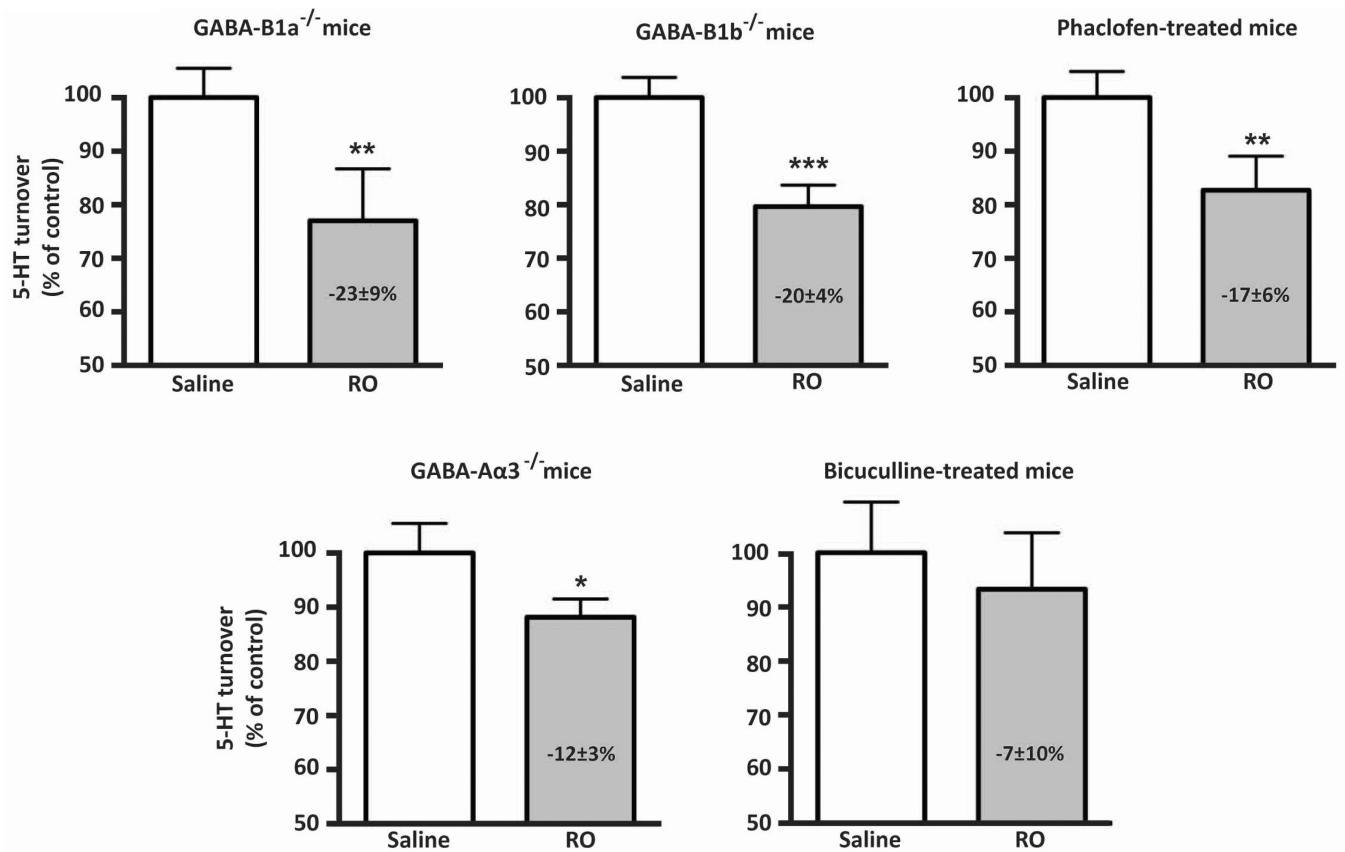 GABA-B1a-/-mice
5-HT turnover
(% of control)
100
90
80
70
60
50
**
-23±9%
Saline
RO
GABA-B1b-/-mice
100
90
80
70
60
50
***
-20±4%
Saline
RO
Phaclofen-treated mice
100
90
80
70
60
50
**
-17±6%
Saline
RO
GABA-Aα3-/-mice
5-HT turnover
(% of control)
100
90
80
70
60
50
*
-12±3%
Saline
RO
Bicuculline-treated mice
100
90
80
70
60
50
-7±10%
Saline
RO